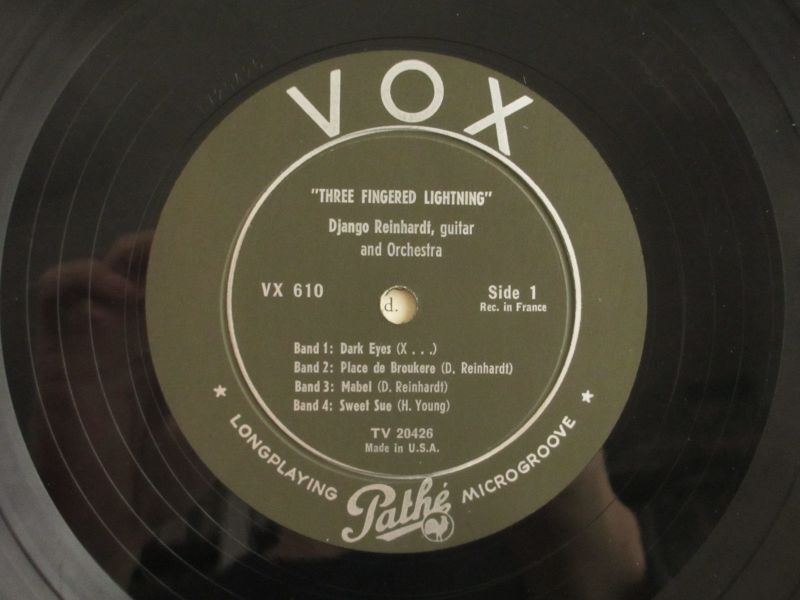 VOX
"THREE FINGERED LIGHTNING"
Django Reinhardt, guitar
and Orchestra
VX 610
Side 1
Rec. in France
d.
Band 1: Dark Eyes (X . . .)
Band 2: Place de Broukere (D. Reinhardt)
Band 3: Mabel (D. Reinhardt)
Band 4: Sweet Sue (H. Young)
TV 20426
Made in U.S.A.
★ LONGPLAYING Pathé MICROGROOVE ★